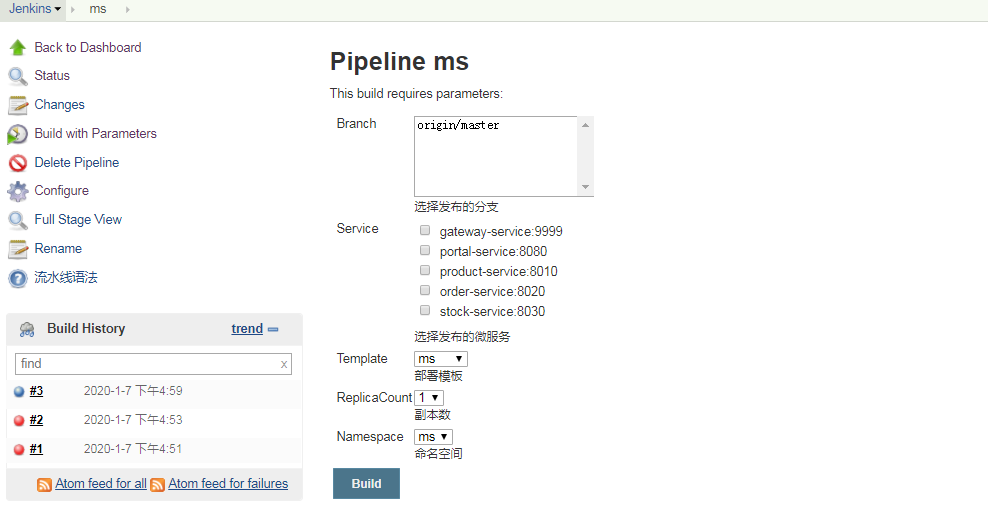 Jenkins ms
Back to Dashboard
Status
Changes
Build with Parameters
Delete Pipeline
Configure
Full Stage View
Rename
流水线语法
Build History trend
find x
#3 2020-1-7 下午4:59
#2 2020-1-7 下午4:53
#1 2020-1-7 下午4:51
Atom feed for all Atom feed for failures
Pipeline ms
This build requires parameters:
Branch origin/master
选择发布的分支
Service
gateway-service:9999
portal-service:8080
product-service:8010
order-service:8020
stock-service:8030
选择发布的微服务
Template ms
部署模板
ReplicaCount 1
副本数
Namespace ms
命名空间
Build